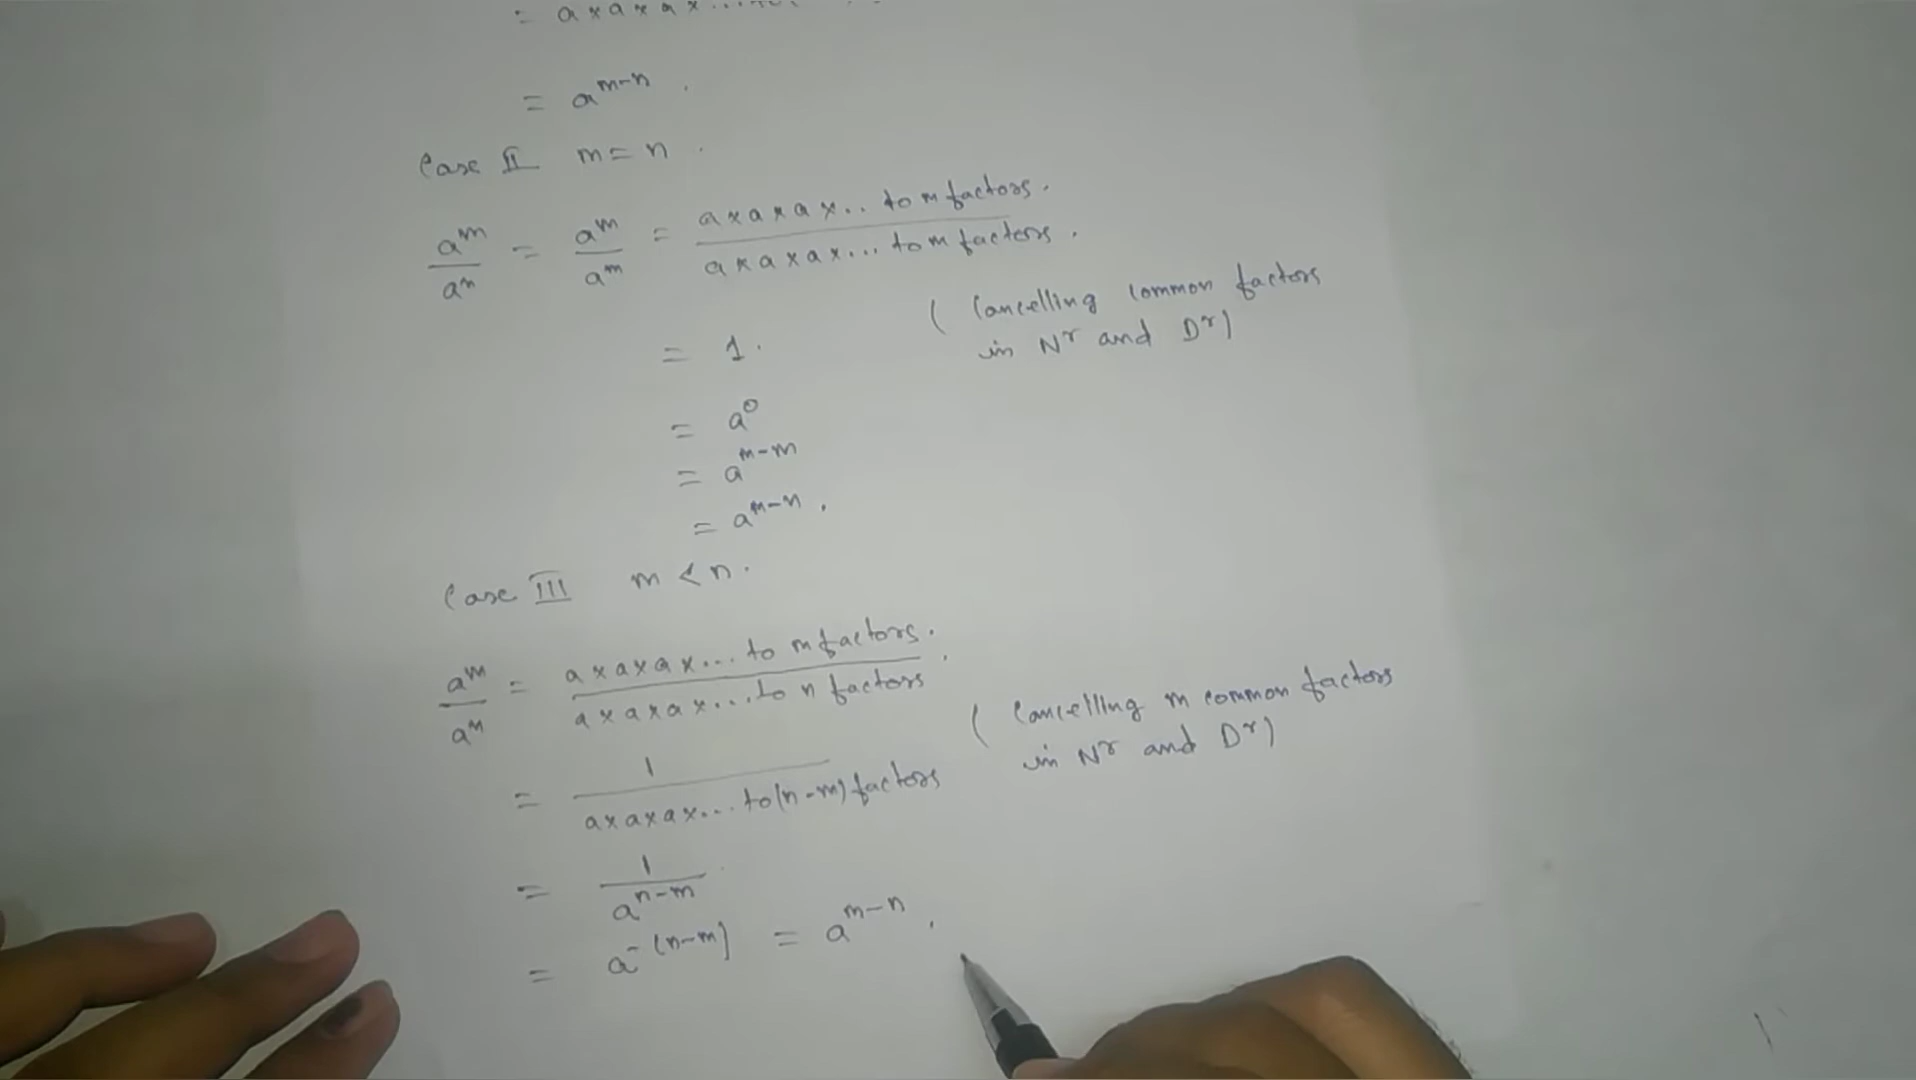 = a×a×a×...
= a^{m-n}.
Case II m = n.
a^m/a^n = a^m/a^m = a×a×a×.. to m factors. / a×a×a×... to m factors.
(Cancelling common factors
in N^r and D^r)
= 1.
= a^0
= a^{m-m}
= a^{m-n}.
Case III m < n.
a^m/a^m = a×a×a×... to m factors. / a×a×a×... to n factors.
(Cancelling m common factors
in N^r and D^r)
= 1 / a×a×a×... to (n-m) factors
= 1/a^{n-m}
= a^{-(n-m)} = a^{m-n}.